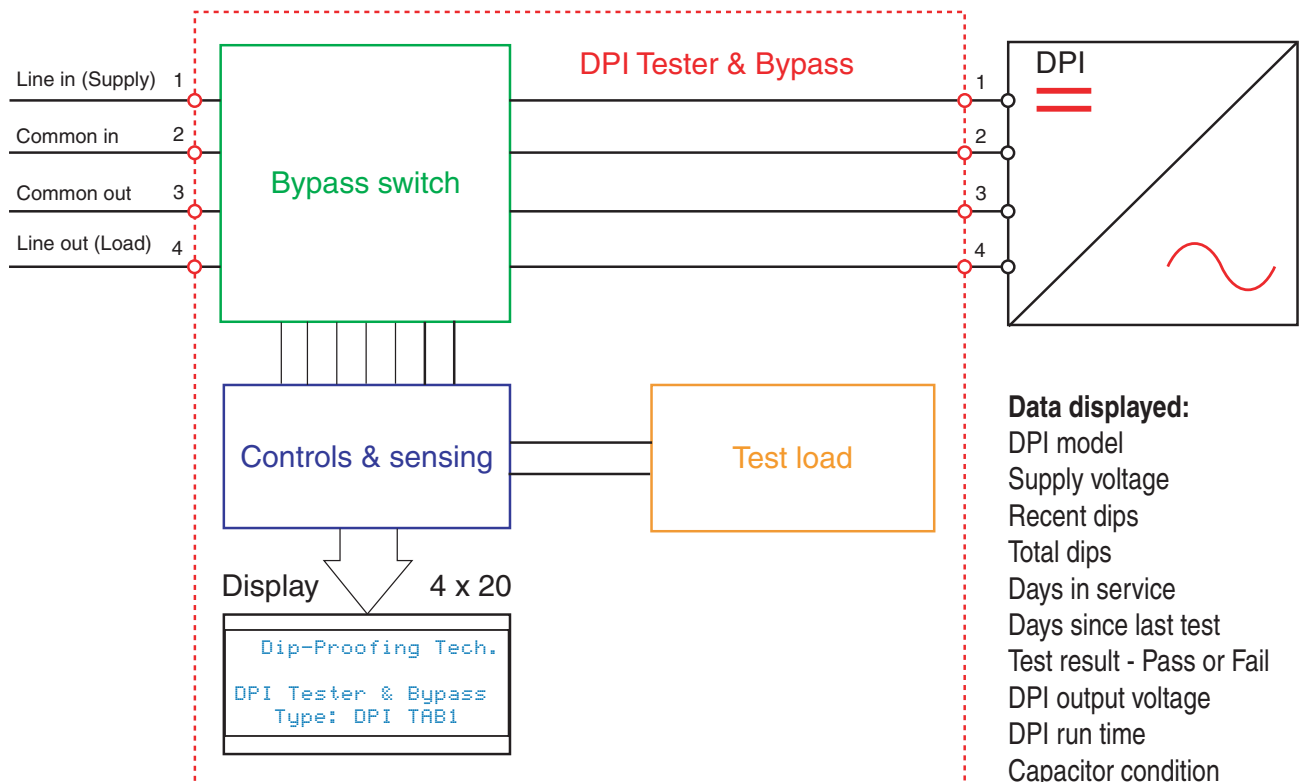 DPI Tester & Bypass
DPI
Line in (Supply) 1
1
Common in 2
2
Bypass switch
Common out 3
3
Line out (Load) 4
4
Controls & sensing
Test load
Display 4 x 20
Dip-Proofing Tech.
DPI Tester & Bypass
Type: DPI TAB1
Data displayed:
DPI model
Supply voltage
Recent dips
Total dips
Days in service
Days since last test
Test result - Pass or Fail
DPI output voltage
DPI run time
Capacitor condition